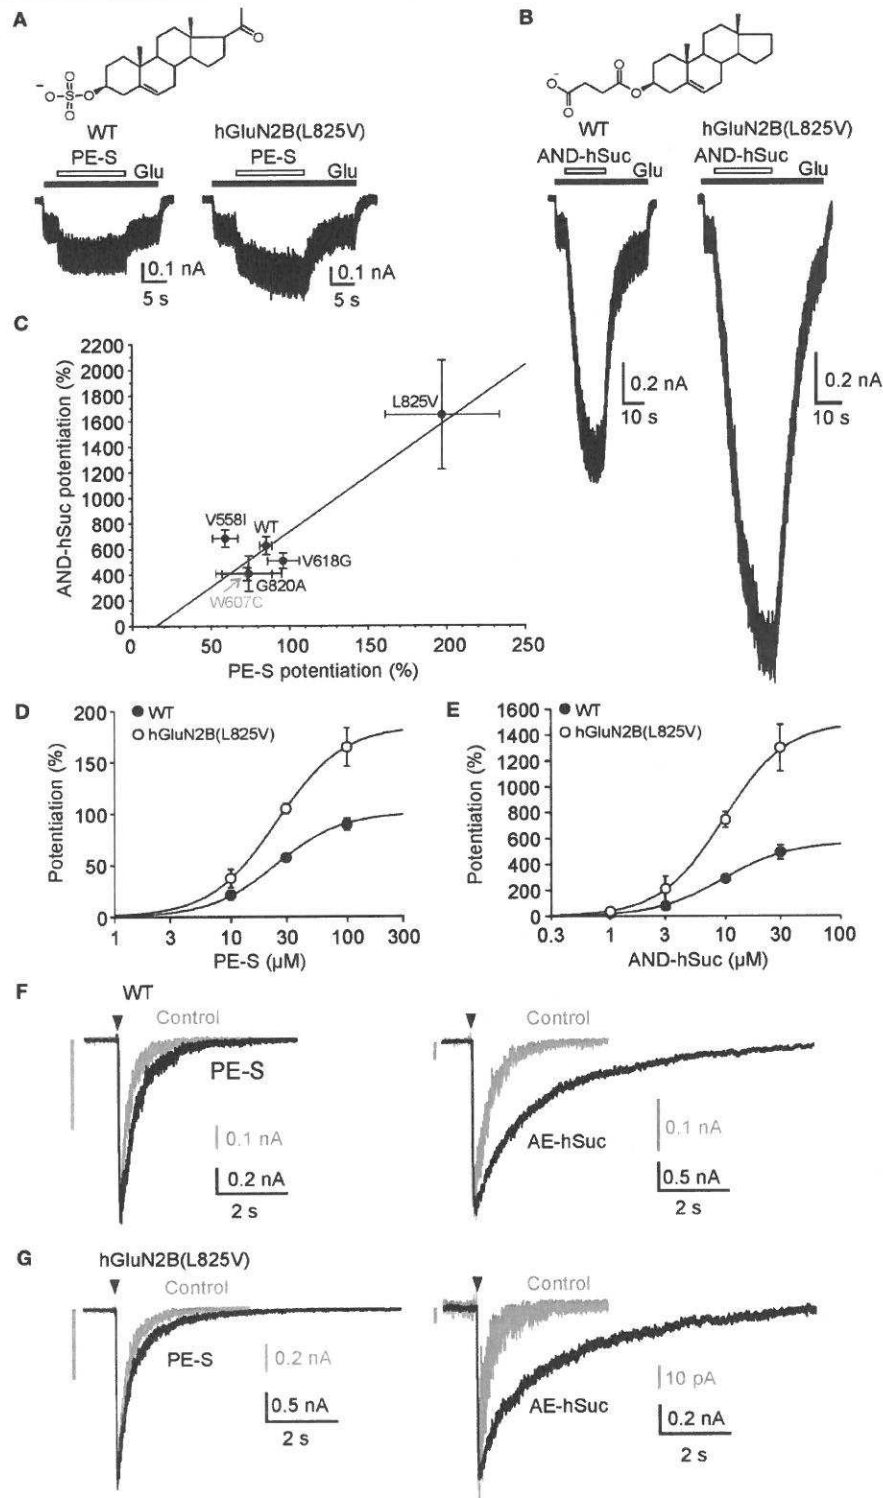 A
O
O
S
O
O
O
WT
hGluN2B(L825V)
PE-S
Glu
PE-S
Glu
0.1 nA
5 s
0.1 nA
5 s
B
O
O
O
O
WT
hGluN2B(L825V)
AND-hSuc
Glu
AND-hSuc
Glu
0.2 nA
10 s
0.2 nA
10 s
C
AND-hSuc potentiation (%)
2200
2000
1800
1600
1400
1200
1000
800
600
400
200
0
L825V
V558I
WT
V618G
G820A
W607C
0 50 100 150 200 250
PE-S potentiation (%)
D
WT
hGluN2B(L825V)
Potentiation (%)
200
150
100
50
0
1 3 10 30 100 300
PE-S (µM)
E
WT
hGluN2B(L825V)
Potentiation (%)
1600
1400
1200
1000
800
600
400
200
0
0.3 1 3 10 30 100
AND-hSuc (µM)
F
WT
Control
PE-S
0.1 nA
0.2 nA
2 s
Control
AE-hSuc
0.1 nA
0.5 nA
2 s
G
hGluN2B(L825V)
Control
PE-S
0.2 nA
0.5 nA
2 s
Control
AE-hSuc
10 pA
0.2 nA
2 s